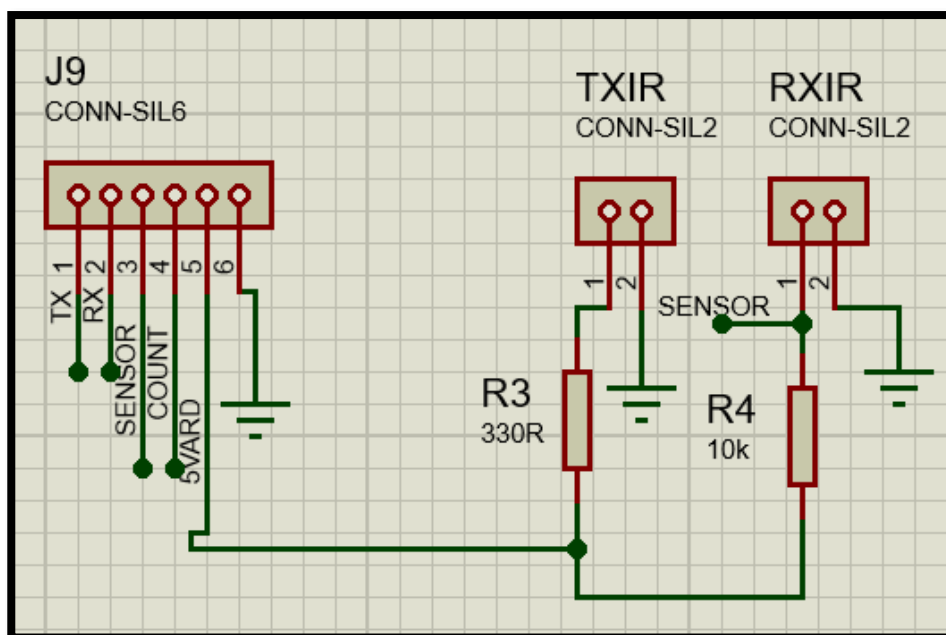 J9
CONN-SIL6
TXIR
CONN-SIL2
RXIR
CONN-SIL2
1
2
3
4
5
6
TX
RX
SENSOR
COUNT
5VARD
1
2
1
2
SENSOR
R3
330R
R4
10k